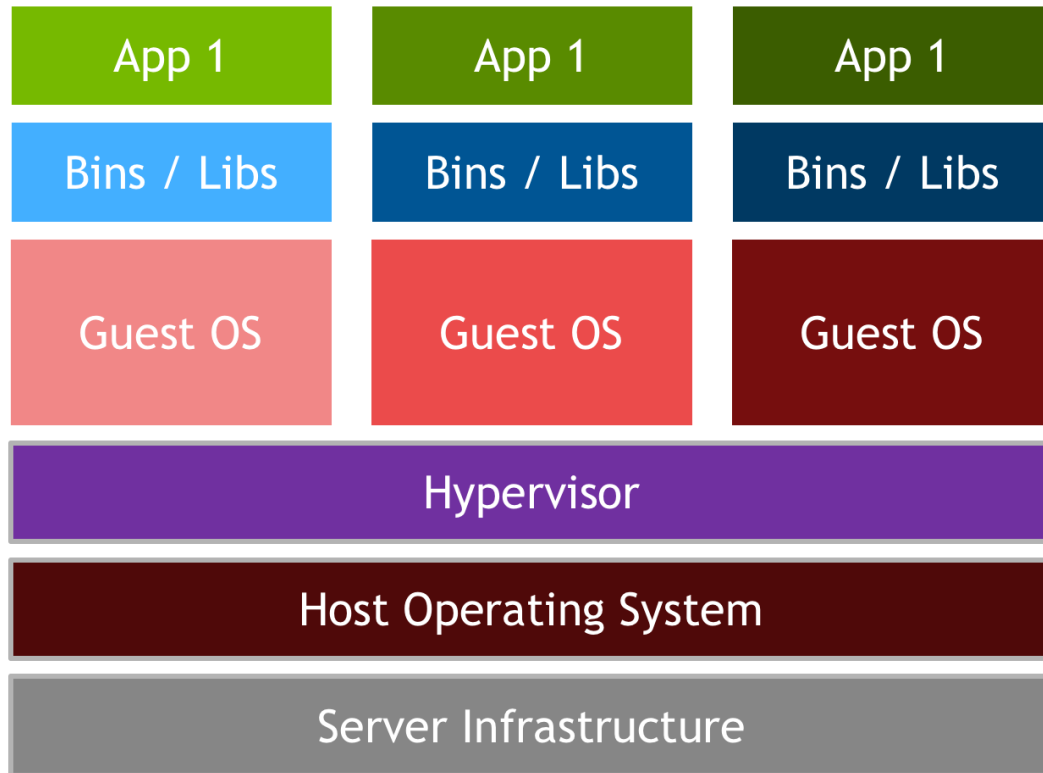 App 1
App 1
App 1
Bins / Libs
Bins / Libs
Bins / Libs
Guest OS
Guest OS
Guest OS
Hypervisor
Host Operating System
Server Infrastructure